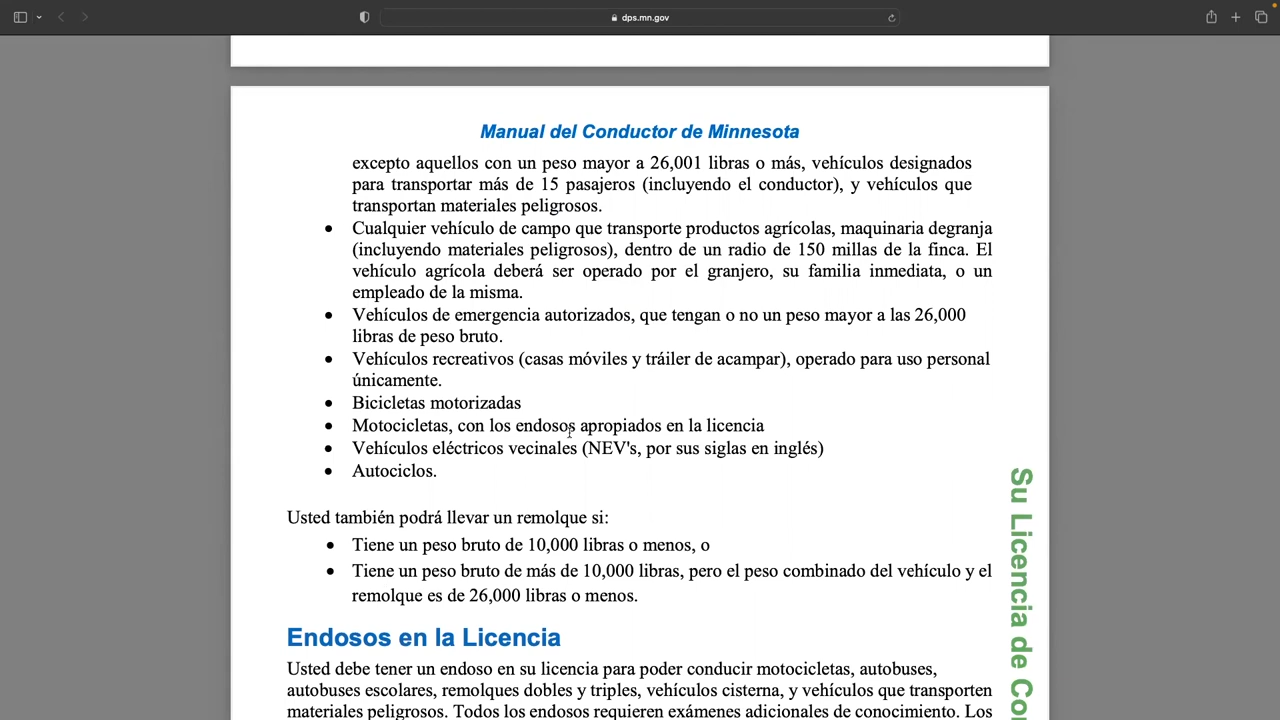 dps.mn.gov
Manual del Conductor de Minnesota
excepto aquellos con un peso mayor a 26,001 libras o más, vehículos designados
para transportar más de 15 pasajeros (incluyendo el conductor), y vehículos que
transportan materiales peligrosos.
• Cualquier vehículo de campo que transporte productos agrícolas, maquinaria degranja
(incluyendo materiales peligrosos), dentro de un radio de 150 millas de la finca. El
vehículo agrícola deberá ser operado por el granjero, su familia inmediata, o un
empleado de la misma.
• Vehículos de emergencia autorizados, que tengan o no un peso mayor a las 26,000
libras de peso bruto.
• Vehículos recreativos (casas móviles y tráiler de acampar), operado para uso personal
únicamente.
• Bicicletas motorizadas
• Motocicletas, con los endosos apropiados en la licencia
• Vehículos eléctricos vecinales (NEV's, por sus siglas en inglés)
• Autociclos.
Usted también podrá llevar un remolque si:
• Tiene un peso bruto de 10,000 libras o menos, o
• Tiene un peso bruto de más de 10,000 libras, pero el peso combinado del vehículo y el
remolque es de 26,000 libras o menos.
Endosos en la Licencia
Usted debe tener un endoso en su licencia para poder conducir motocicletas, autobuses,
autobuses escolares, remolques dobles y triples, vehículos cisterna, y vehículos que transporten
materiales peligrosos. Todos los endosos requieren exámenes adicionales de conocimiento. Los
Su Licencia de Co